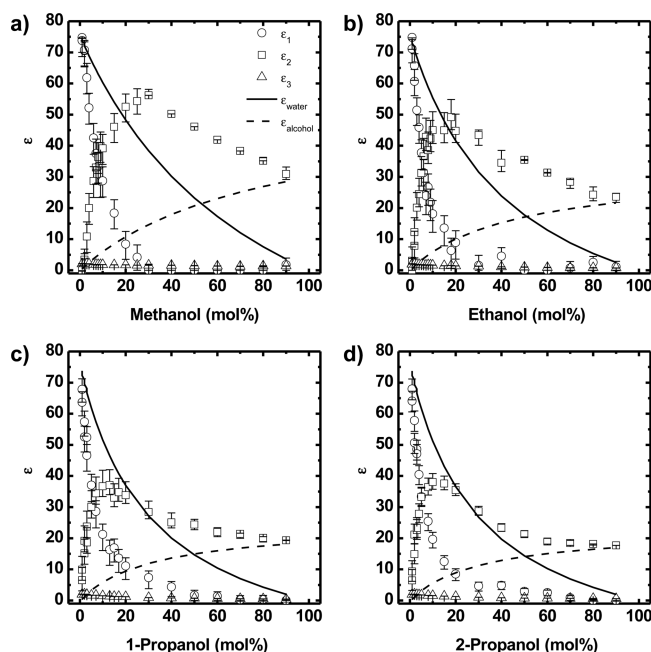 a)
80
70
60
50
40
30
20
10
0
ε
ε1
ε2
ε3
εwater
εalcohol
0 20 40 60 80 100
Methanol (mol%)
b)
80
70
60
50
40
30
20
10
0
ε
0 20 40 60 80 100
Ethanol (mol%)
c)
80
70
60
50
40
30
20
10
0
ε
0 20 40 60 80 100
1-Propanol (mol%)
d)
80
70
60
50
40
30
20
10
0
ε
0 20 40 60 80 100
2-Propanol (mol%)